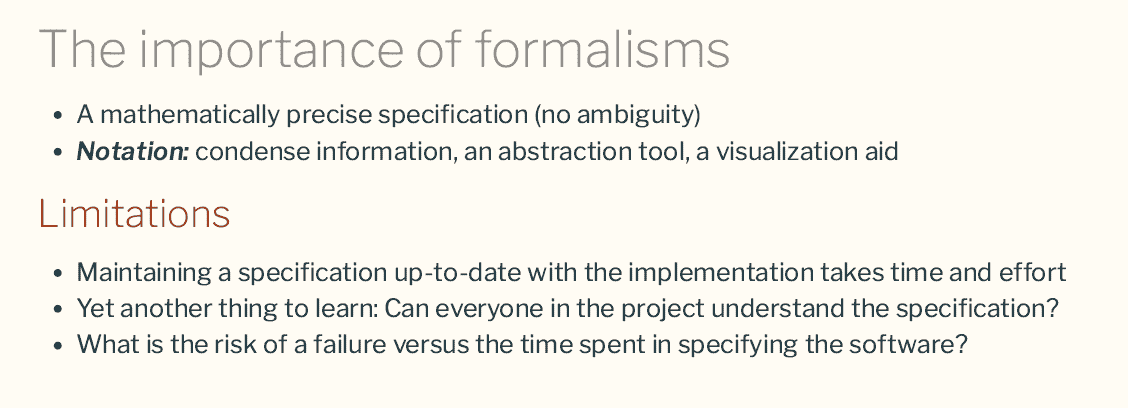 The importance of formalisms
• A mathematically precise specification (no ambiguity)
• Notation: condense information, an abstraction tool, a visualization aid
Limitations
• Maintaining a specification up-to-date with the implementation takes time and effort
• Yet another thing to learn: Can everyone in the project understand the specification?
• What is the risk of a failure versus the time spent in specifying the software?